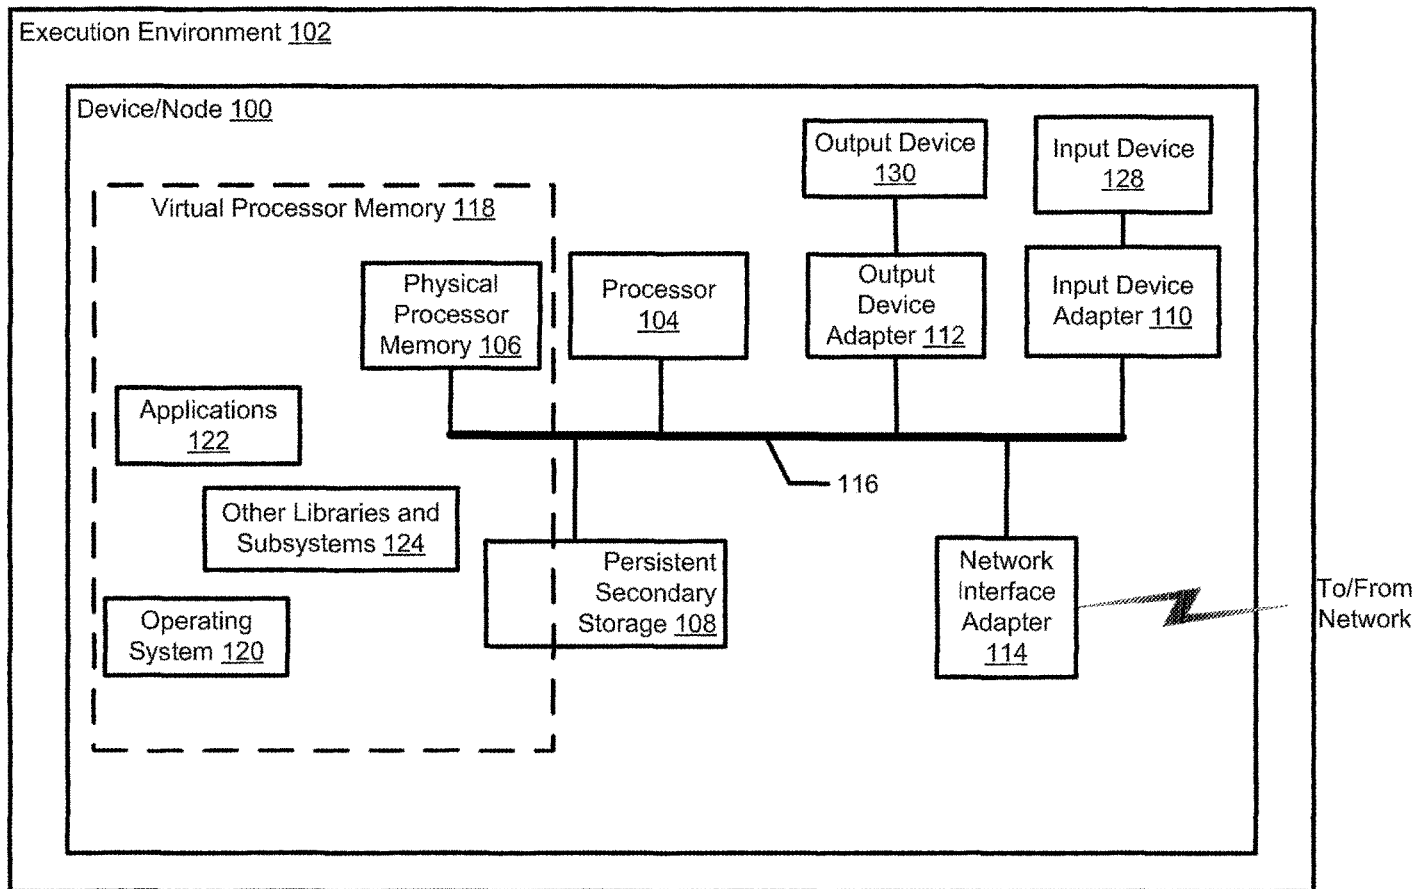 Execution Environment 102
Device/Node 100
Output Device
130
Input Device
128
Virtual Processor Memory 118
Physical
Processor
Memory 106
Processor
104
Output
Device
Adapter 112
Input Device
Adapter 110
Applications
122
116
Other Libraries and
Subsystems 124
Persistent
Secondary
Storage 108
Network
Interface
Adapter
114
To/From
Network
Operating
System 120